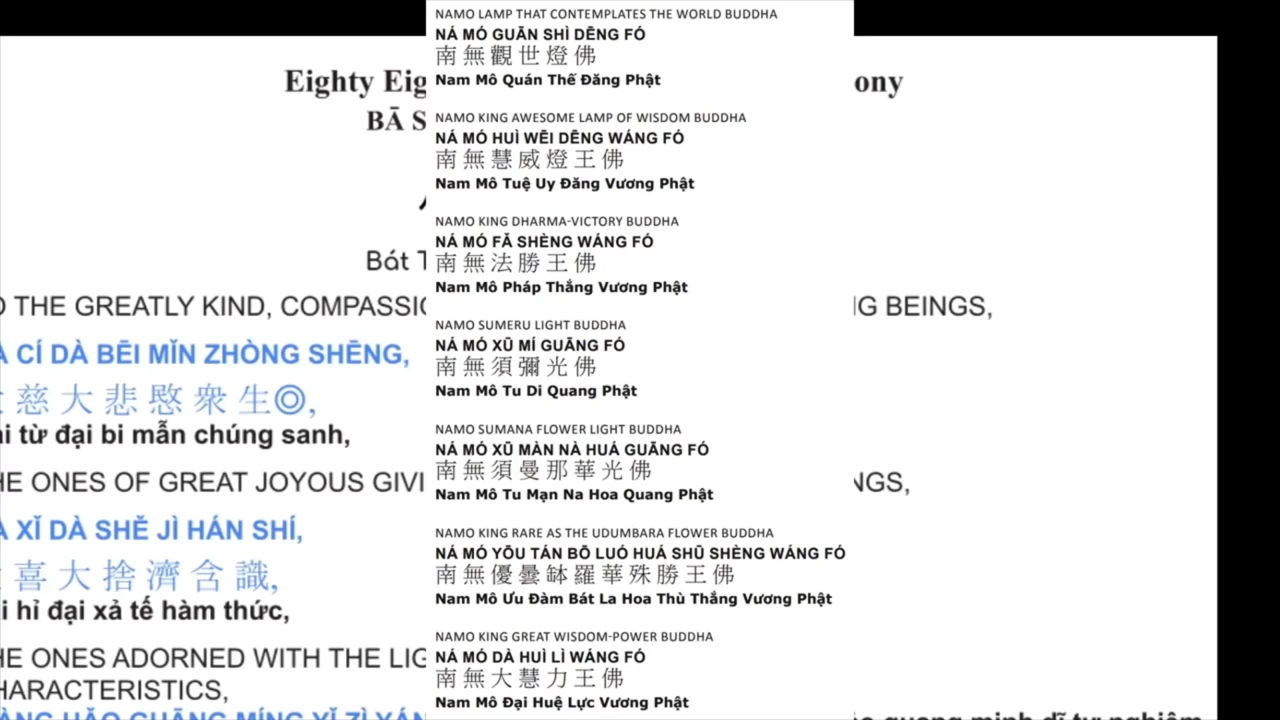 NAMO LAMP THAT CONTEMPLATES THE WORLD BUDDHA
NÁ MÓ GUĀN SHÌ DĒNG FÓ
南無觀世燈佛
Nam Mô Quán Thế Đăng Phật
NAMO KING AWESOME LAMP OF WISDOM BUDDHA
NÁ MÓ HUÌ WĒI DĒNG WÁNG FÓ
南無慧威燈王佛
Nam Mô Tuệ Uy Đăng Vương Phật
NAMO KING DHARMA-VICTORY BUDDHA
NÁ MÓ FǍ SHÈNG WÁNG FÓ
南無法勝王佛
Nam Mô Pháp Thắng Vương Phật
NAMO SUMERU LIGHT BUDDHA
NÁ MÓ XŪ MÍ GUĀNG FÓ
南無須彌光佛
Nam Mô Tu Di Quang Phật
NAMO SUMANA FLOWER LIGHT BUDDHA
NÁ MÓ XŪ MÀN NÀ HUÁ GUĀNG FÓ
南無須曼那華光佛
Nam Mô Tu Mạn Na Hoa Quang Phật
NAMO KING RARE AS THE UDUMBARA FLOWER BUDDHA
NÁ MÓ YŌU TÁN BŌ LUÓ HUÁ SHŪ SHÈNG WÁNG FÓ
南無優曇缽羅華殊勝王佛
Nam Mô Ưu Đàm Bát La Hoa Thù Thắng Vương Phật
NAMO KING GREAT WISDOM-POWER BUDDHA
NÁ MÓ DÀ HUÌ LÌ WÁNG FÓ
南無大慧力王佛
Nam Mô Đại Huệ Lực Vương Phật
Eighty Eig
ony
BĀ S
Bát T
THE GREATLY KIND, COMPASSIO
G BEINGS,
CÍ DÀ BĒI MǏN ZHÒNG SHĒNG,
慈大悲愍眾生◎,
từ đại bi mẫn chúng sanh,
HE ONES OF GREAT JOYOUS GIVI
NGS,
XǏ DÀ SHĚ JÌ HÁN SHÍ,
喜大捨濟含識,
hỉ đại xả tế hàm thức,
HE ONES ADORNED WITH THE LIG
HARACTERISTICS,